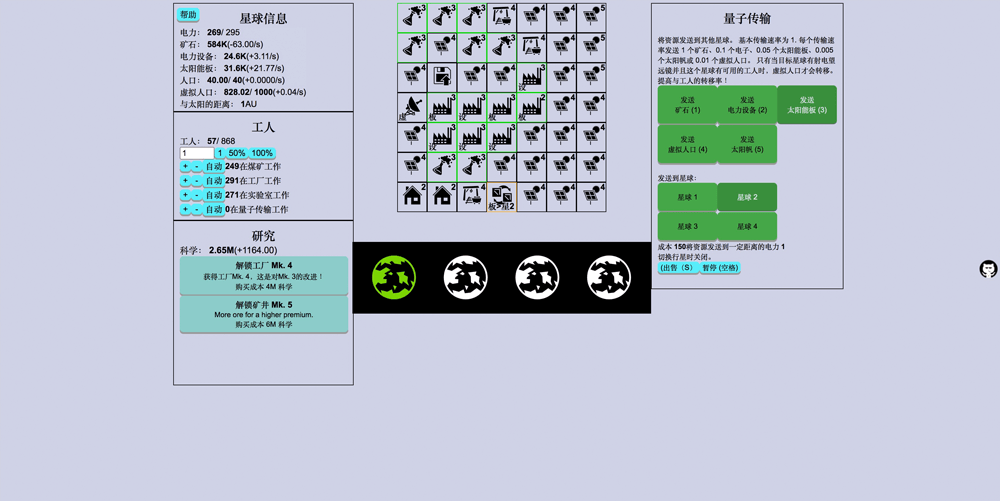 帮助
星球信息
电力： 269/ 295
矿石： 584K(-63.00/s)
电力设备： 24.6K(+3.11/s)
太阳能板： 31.6K(+21.77/s)
人口： 40.00/ 40(+0.0000/s)
虚拟人口： 828.02/ 1000(+0.04/s)
与太阳的距离： 1AU
工人
工人： 57/ 868
1 1 50% 100%
+ - 自动 249在煤矿工作
+ - 自动 291在工厂工作
+ - 自动 271在实验室工作
+ - 自动 0在量子传输工作
研究
科学： 2.65M(+1164.00)
解锁工厂 Mk. 4
获得工厂Mk. 4，这是对Mk. 3的改进！
购买成本 4M 科学
解锁矿井 Mk. 5
More ore for a higher premium.
购买成本 6M 科学
3 3 3 4 4 4 5
3 3 3 4 4 4 5
4 3 设 4 4 5
虚 板 3 设 3 板 3 板 2 4 5
4 设 3 设 3 设 3 4 4 5
4 3 3 4 4 4 5
2 2 4 板>星2 4 4 5
量子传输
将资源发送到其他星球。 基本传输速率为 1. 每个传输速
率发送 1 个矿石、0.1 个电子、0.05 个太阳能板、0.005
个太阳帆或 0.01 个虚拟人口。 只有当目标星球有射电望
远镜并且这个星球有可用的工人时，虚拟人口才会转移。
提高与工人的转移率！
发送
矿石 (1)
发送
电力设备 (2)
发送
太阳能板 (3)
发送
虚拟人口 (4)
发送
太阳帆 (5)
发送到星球：
星球 1
星球 2
星球 3
星球 4
成本 150将资源发送到一定距离的电力 1
切换行星时关闭。
(出售（S） 暂停 (空格)